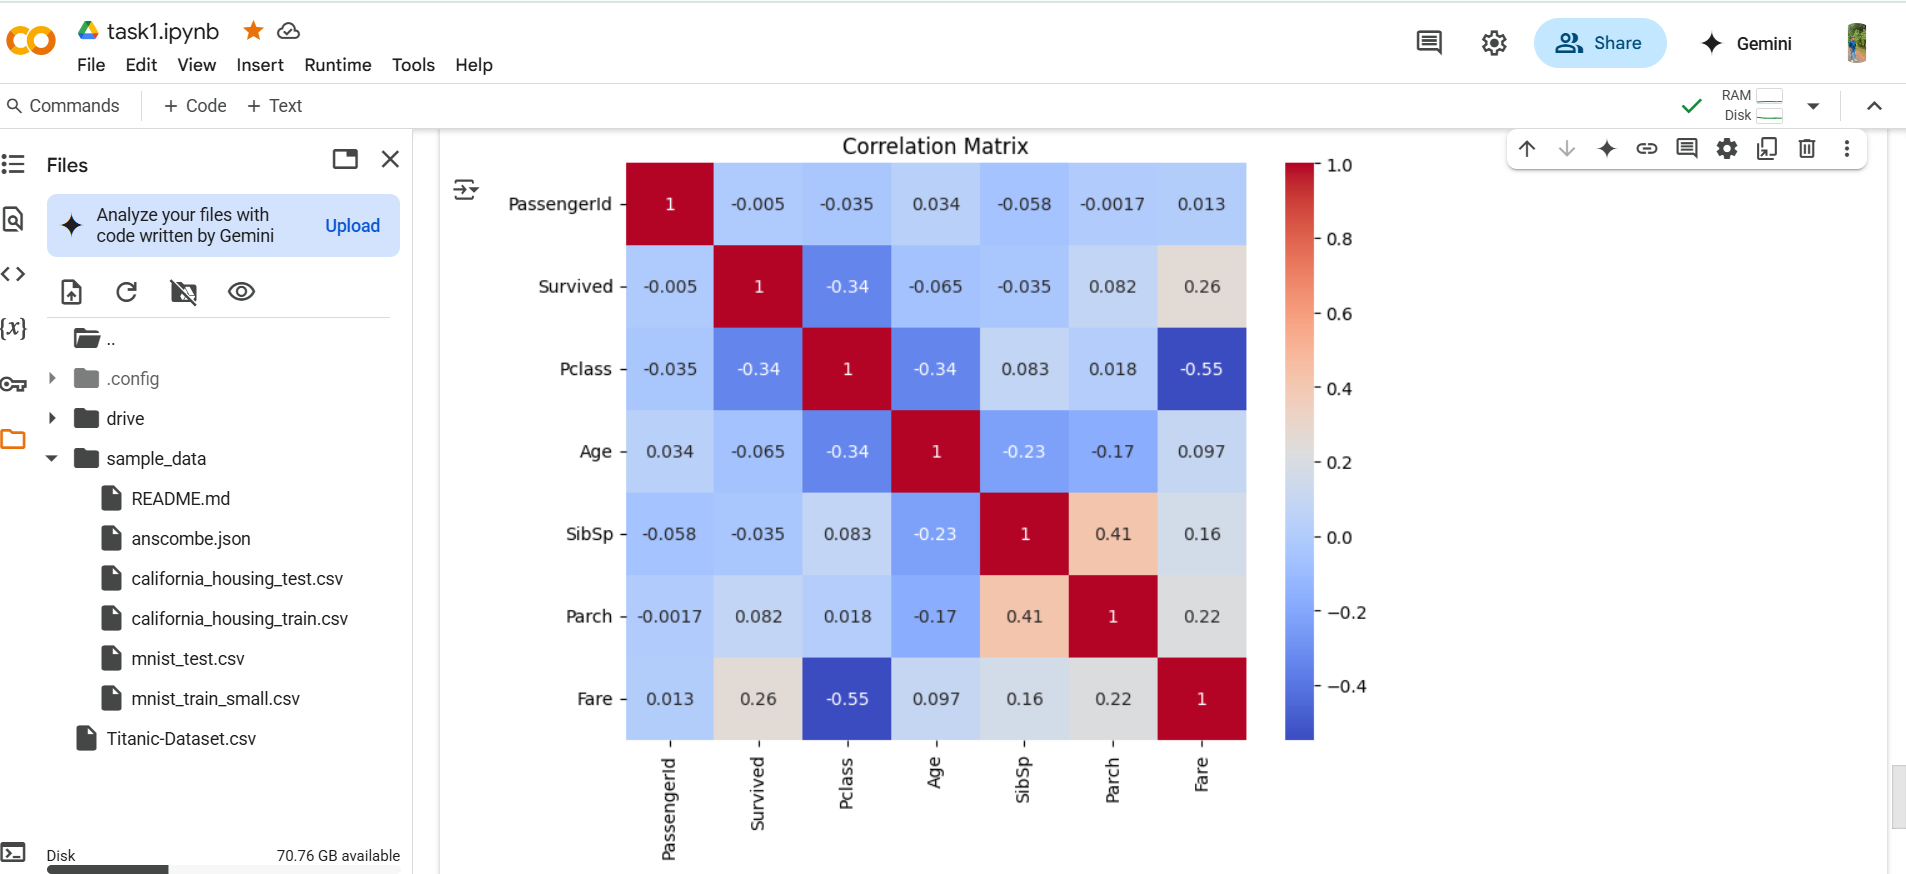 task1.ipynb
File Edit View Insert Runtime Tools Help
Share
Gemini
Commands + Code + Text
RAM
Disk
Files
Analyze your files with
code written by Gemini
Upload
..
.config
drive
sample_data
README.md
anscombe.json
california_housing_test.csv
california_housing_train.csv
mnist_test.csv
mnist_train_small.csv
Titanic-Dataset.csv
Disk 70.76 GB available
{x}
Correlation Matrix
PassengerId 1 -0.005 -0.035 0.034 -0.058 -0.0017 0.013
Survived -0.005 1 -0.34 -0.065 -0.035 0.082 0.26
Pclass -0.035 -0.34 1 -0.34 0.083 0.018 -0.55
Age 0.034 -0.065 -0.34 1 -0.23 -0.17 0.097
SibSp -0.058 -0.035 0.083 -0.23 1 0.41 0.16
Parch -0.0017 0.082 0.018 -0.17 0.41 1 0.22
Fare 0.013 0.26 -0.55 0.097 0.16 0.22 1
PassengerId
Survived
Pclass
Age
SibSp
Parch
Fare
1.0
0.8
0.6
0.4
0.2
0.0
−0.2
−0.4